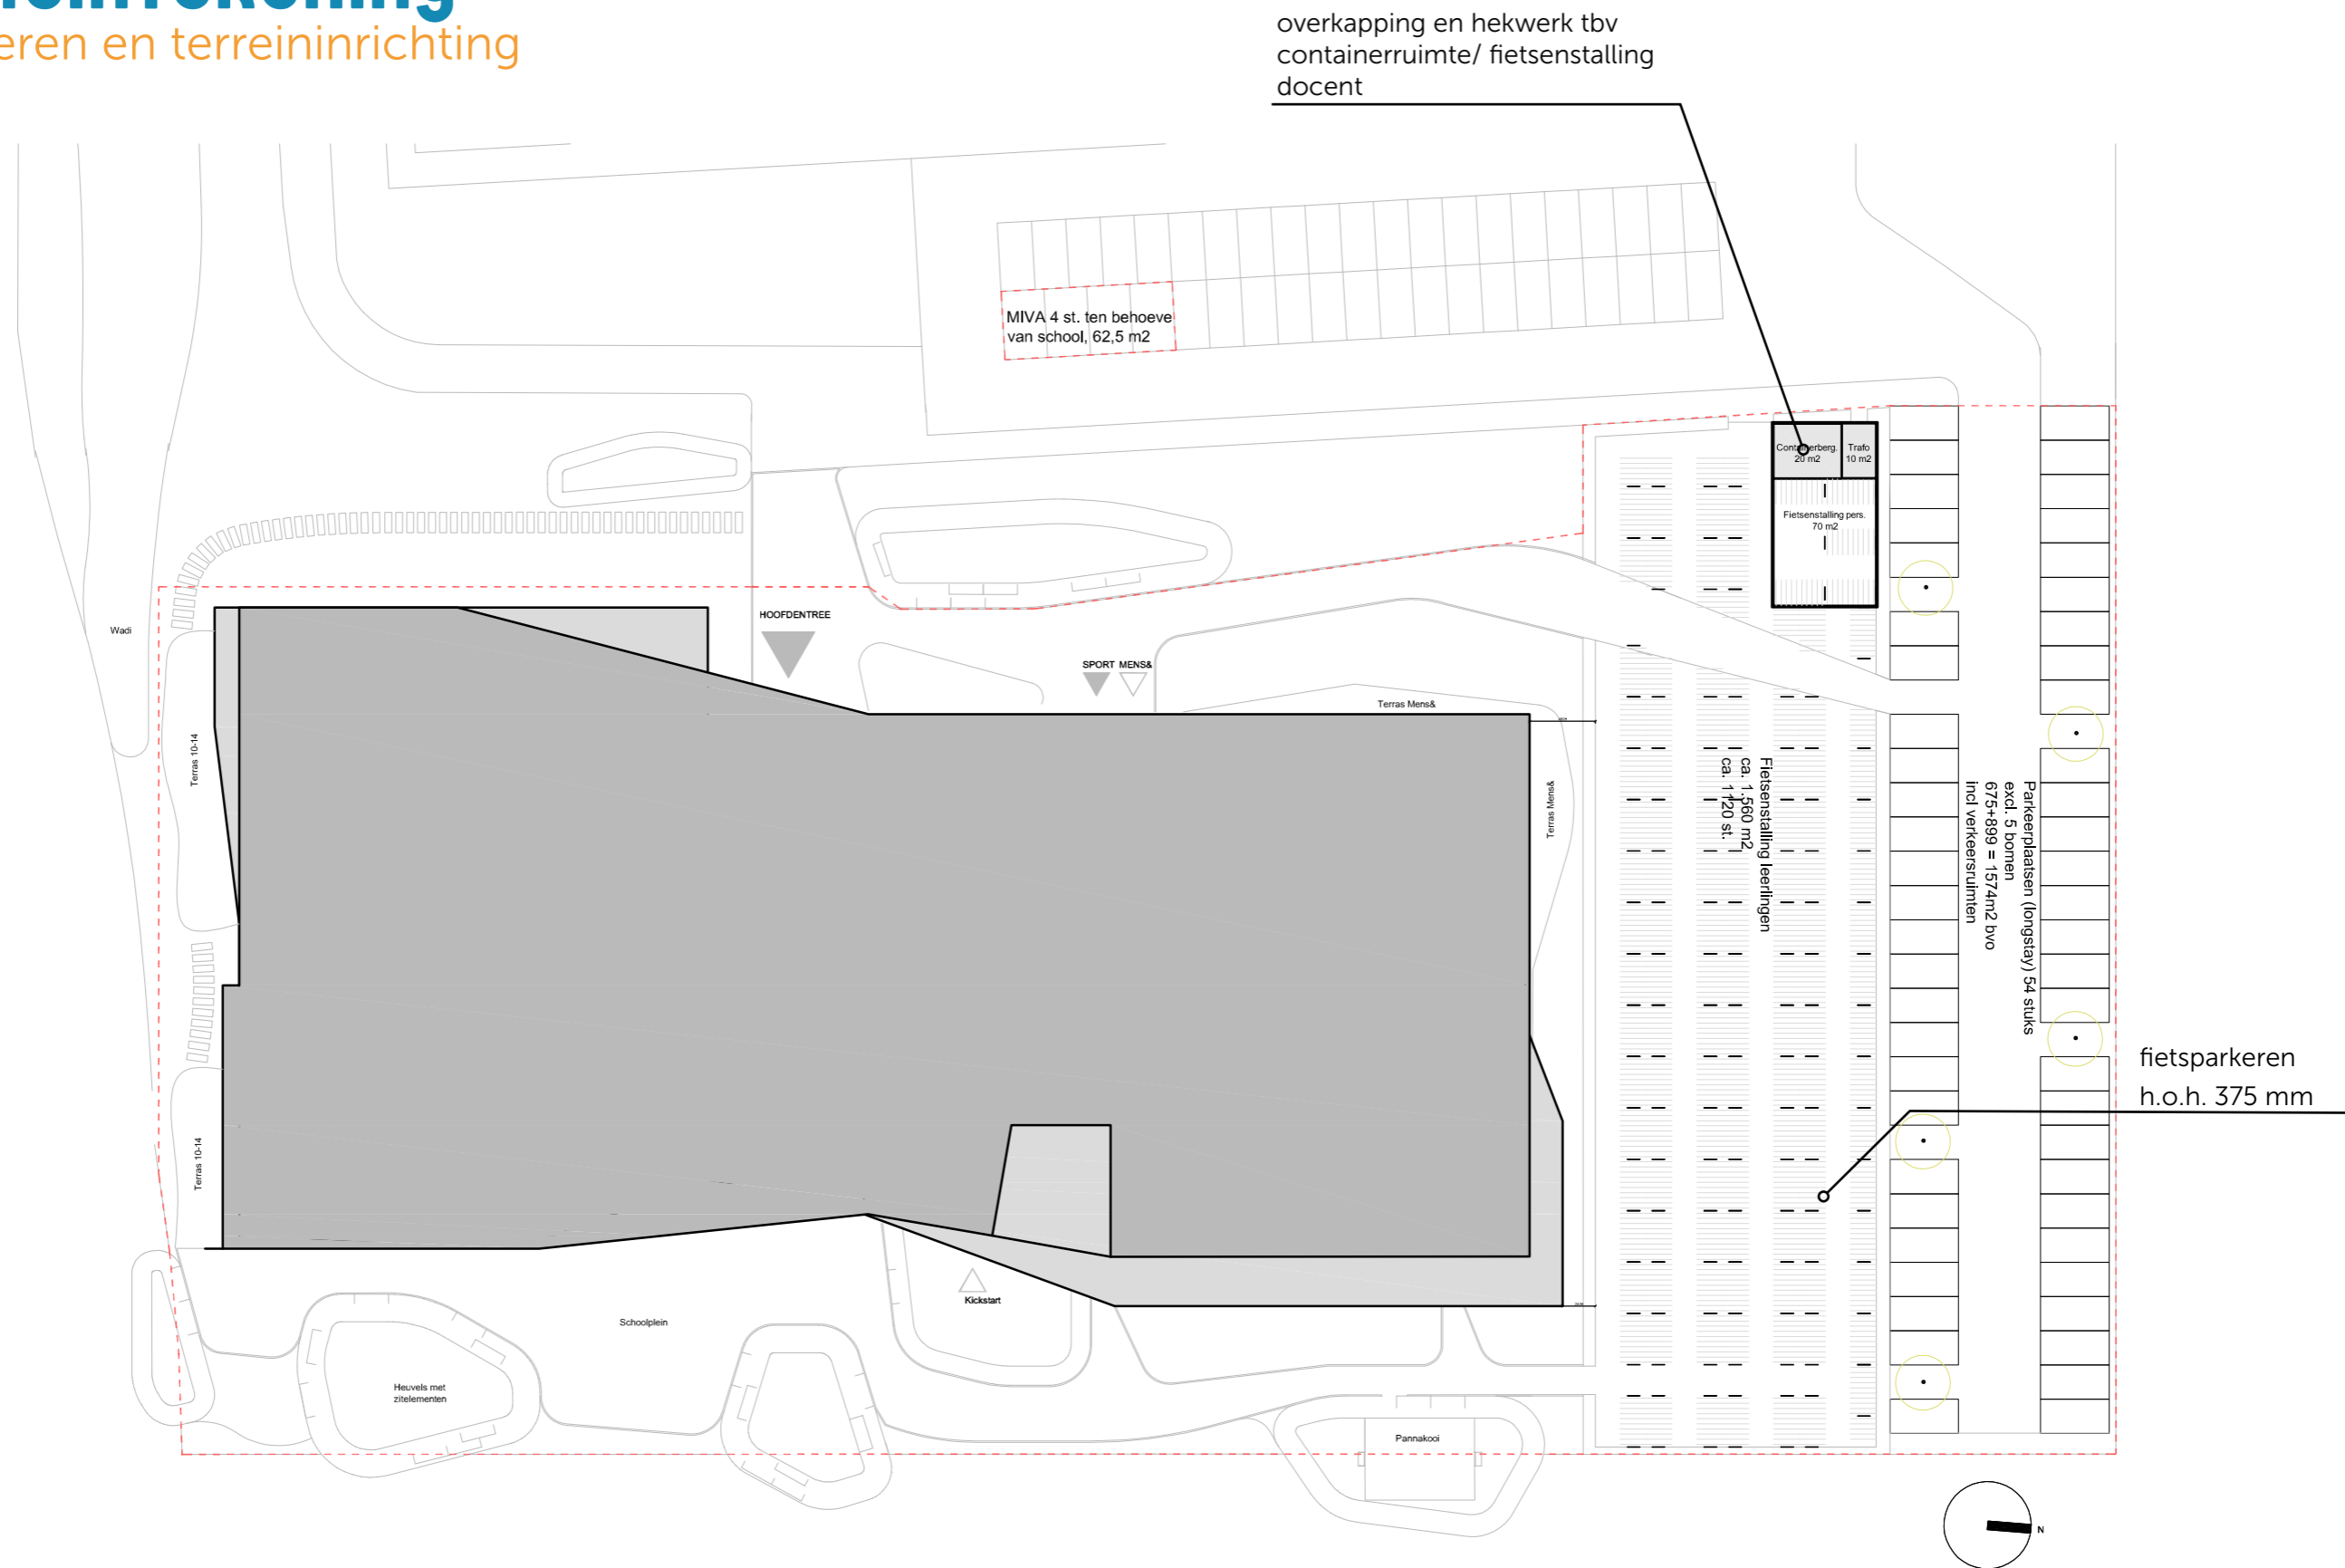 eren en terreininrichting
overkapping en hekwerk tbv
containerruimte/ fietsenstalling
docent
MIVA 4 st. ten behoeve
van school, 62,5 m2
Containerberg.
20 m2
Trafo
10 m2
Fietsenstalling pers.
70 m2
Wadi
HOOFDENTREE
SPORT MENS&
Terras Mens&
Terras 10-14
Terras Mens&
Fietsenstalling leerlingen
ca. 1.560 m2
ca. 1120 st.
Parkeerplaatsen (longstay) 54 stuks
excl. 5 bomen
675+899 = 1574m2 bvo
incl verkeersruimten
fietsparkeren
h.o.h. 375 mm
Terras 10-14
Kickstart
Schoolplein
Heuvels met
zitelementen
Pannakooi
N